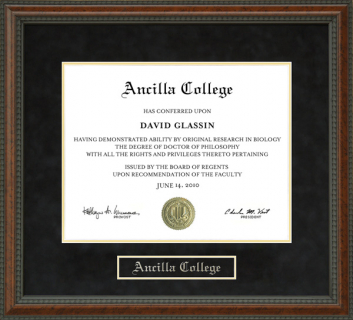 Ancilla College
HAS CONFERRED UPON
DAVID GLASSIN
HAVING DEMONSTRATED ABILITY BY ORIGINAL RESEARCH IN BIOLOGY
THE DEGREE OF DOCTOR OF PHILOSOPHY
WITH ALL THE RIGHTS AND PRIVILEGES THERETO PERTAINING
ISSUED BY THE BOARD OF REGENTS
UPON RECOMMENDATION OF THE FACULTY
JUNE 14, 2010
PROVOST
PRESIDENT
Ancilla College